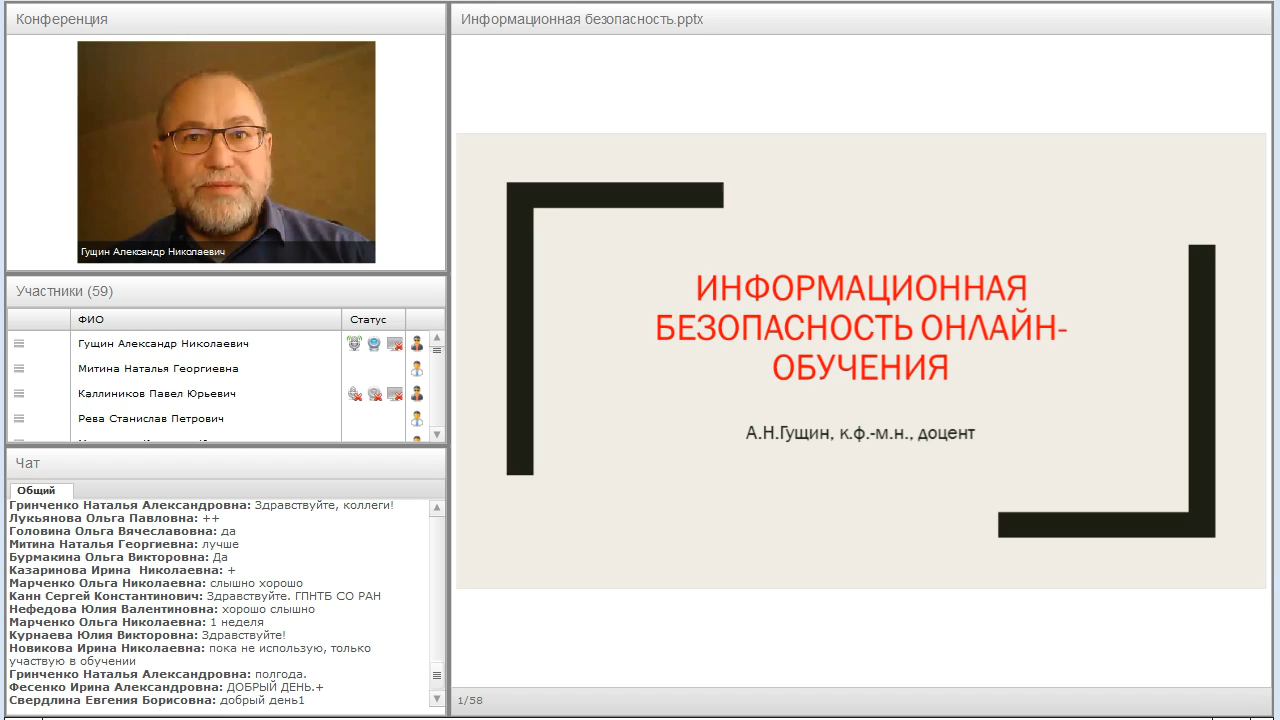 Конференция
Гущин Александр Николаевич
Участники (59)
ФИО
Статус
Гущин Александр Николаевич
Митина Наталья Георгиевна
Каллиников Павел Юрьевич
Рева Станислав Петрович
Чат
Общий
Гринченко Наталья Александровна: Здравствуйте, коллеги!
Лукьянова Ольга Павловна: ++
Головина Ольга Вячеславовна: да
Митина Наталья Георгиевна: лучше
Бурмакина Ольга Викторовна: Да
Казаринова Ирина  Николаевна: +
Марченко Ольга Николаевна: слышно хорошо
Канн Сергей Константинович: Здравствуйте. ГПНТБ СО РАН
Нефедова Юлия Валентиновна: хорошо слышно
Марченко Ольга Николаевна: 1 неделя
Курнаева Юлия Викторовна: Здравствуйте!
Новикова Ирина Николаевна: пока не использую, только
участвую в обучении
Гринченко Наталья Александровна: полгода.
Фесенко Ирина Александровна: ДОБРЫЙ ДЕНЬ.+
Свердлина Евгения Борисовна: добрый день1
Информационная безопасность.pptx
ИНФОРМАЦИОННАЯ
БЕЗОПАСНОСТЬ ОНЛАЙН-
ОБУЧЕНИЯ
А.Н.Гущин, к.ф.-м.н., доцент
1/58